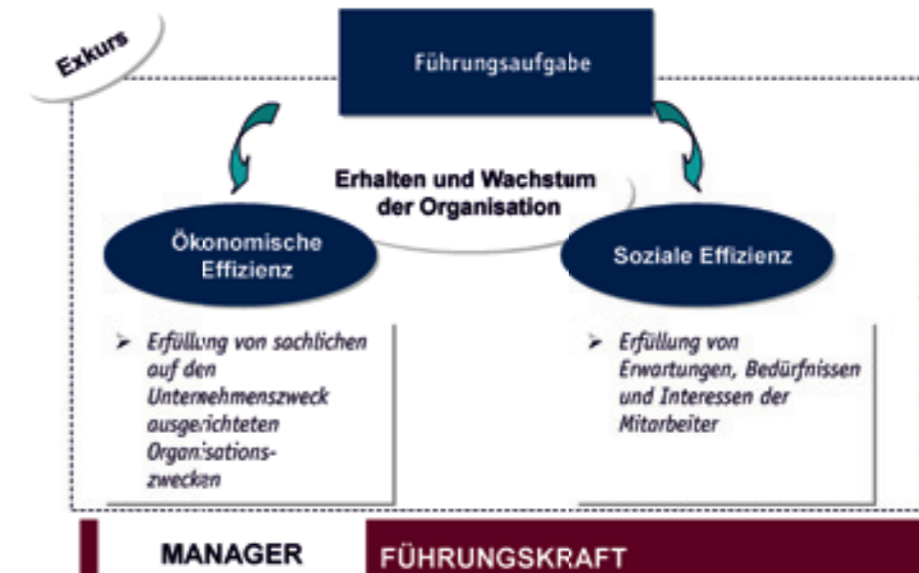 Exkurs
Führungsaufgabe
Erhalten und Wachstum
der Organisation
Ökonomische
Effizienz
Soziale Effizienz
➤ Erfüllung von sachlichen
auf den
Unternehmenszweck
ausgerichteten
Organisations-
zwecken
➤ Erfüllung von
Erwartungen, Bedürfnissen
und Interessen der
Mitarbeiter
MANAGER
FÜHRUNGSKRAFT